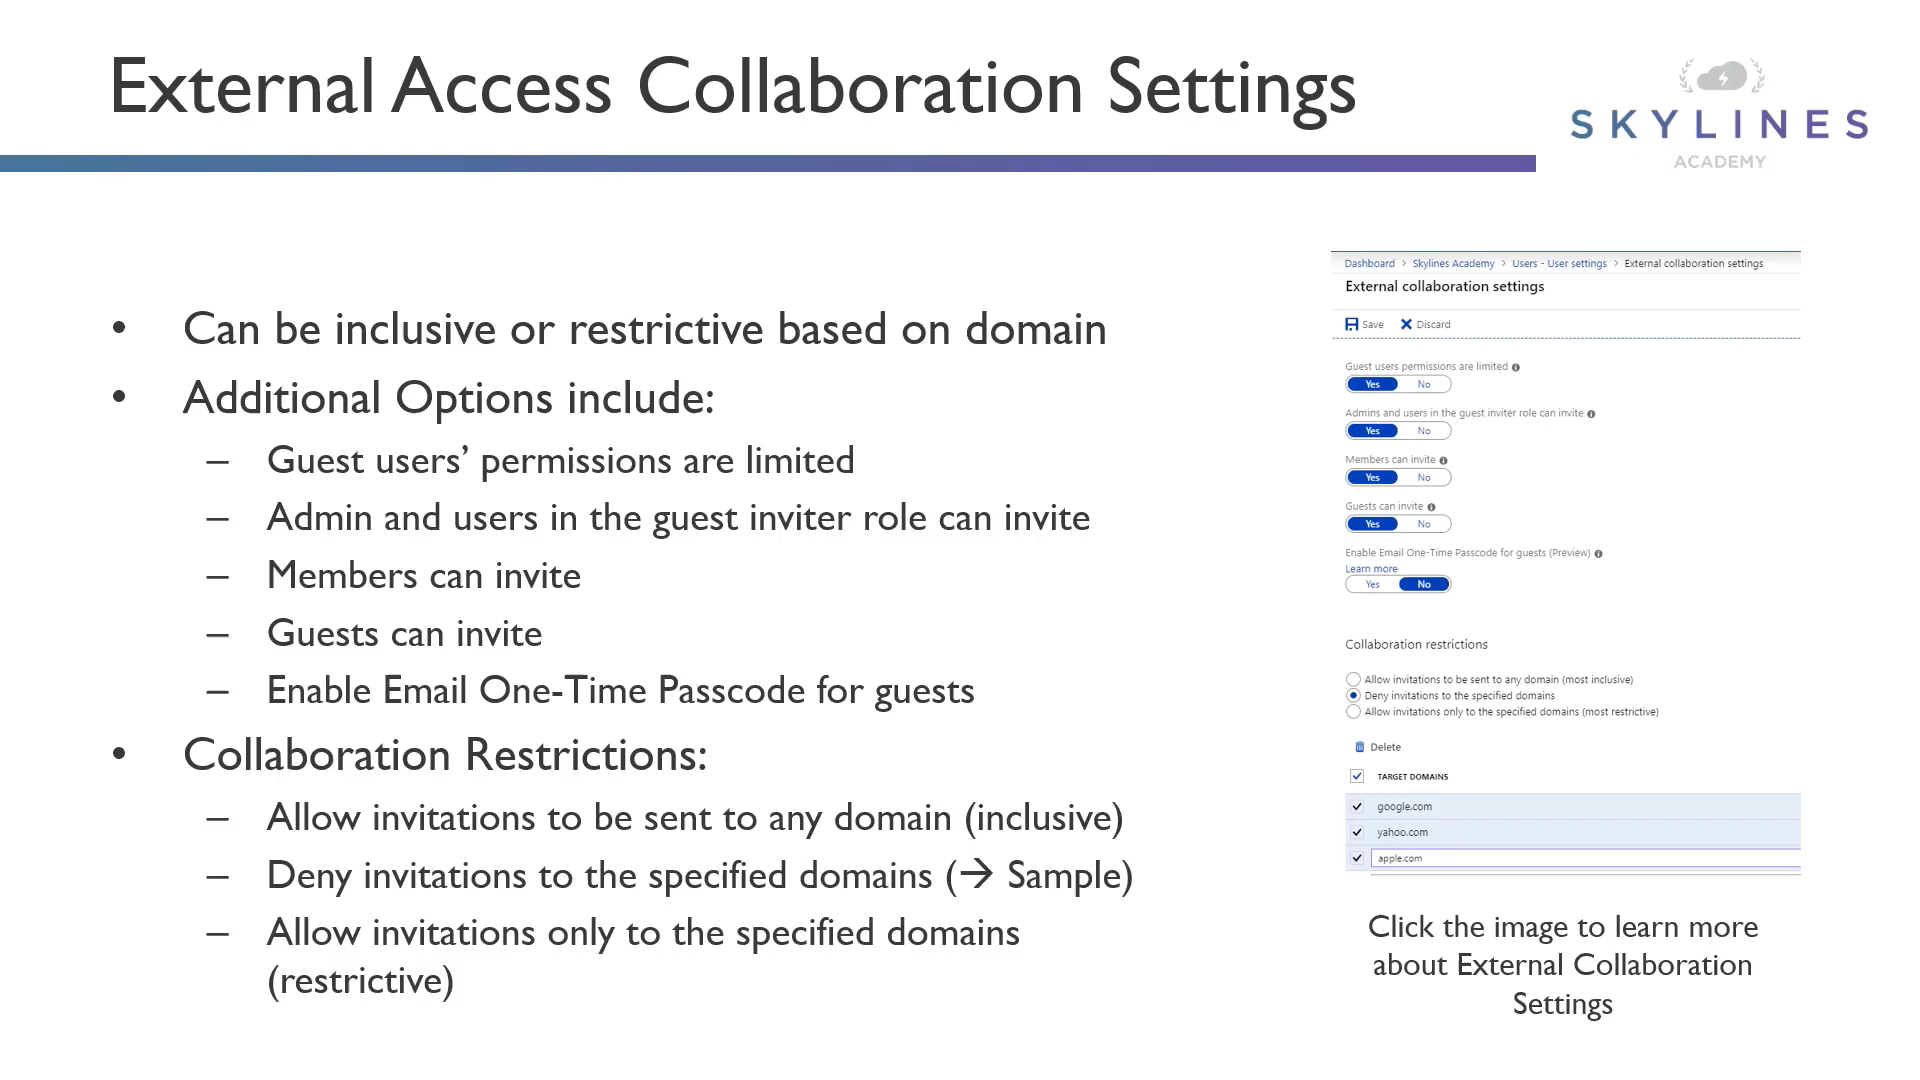 External Access Collaboration Settings
SKYLINES
ACADEMY
• Can be inclusive or restrictive based on domain
• Additional Options include:
– Guest users’ permissions are limited
– Admin and users in the guest inviter role can invite
– Members can invite
– Guests can invite
– Enable Email One-Time Passcode for guests
• Collaboration Restrictions:
– Allow invitations to be sent to any domain (inclusive)
– Deny invitations to the specified domains (→ Sample)
– Allow invitations only to the specified domains
(restrictive)
Dashboard > Skylines Academy > Users - User settings > External collaboration settings
External collaboration settings
Save Discard
Guest users permissions are limited
Yes No
Admins and users in the guest inviter role can invite
Yes No
Members can invite
Yes No
Guests can invite
Yes No
Enable Email One-Time Passcode for guests (Preview)
Learn more
Yes No
Collaboration restrictions
Allow invitations to be sent to any domain (most inclusive)
Deny invitations to the specified domains
Allow invitations only to the specified domains (most restrictive)
Delete
TARGET DOMAINS
google.com
yahoo.com
apple.com
Click the image to learn more
about External Collaboration
Settings